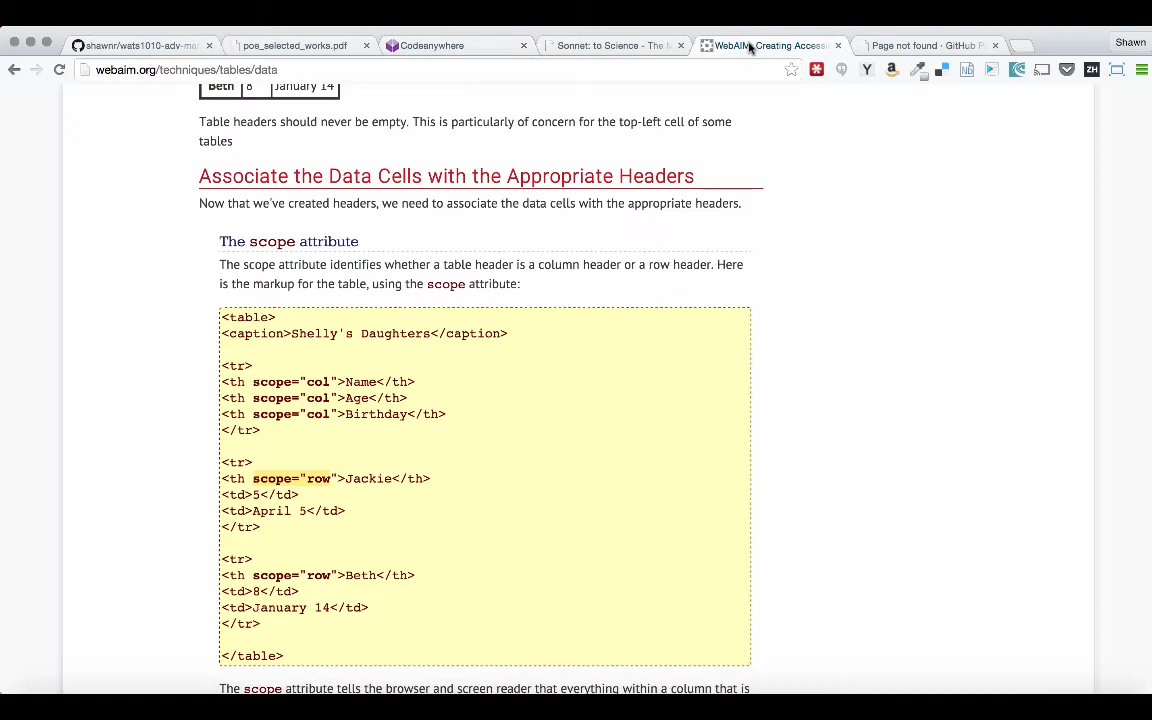 shawnr/wats1010-adv-mar
poe_selected_works.pdf
Codeanywhere
Sonnet: to Science - The M
WebAIM: Creating Accessi
Page not found · GitHub P
Shawn
webaim.org/techniques/tables/data
Beth 8 January 14
Table headers should never be empty. This is particularly of concern for the top-left cell of some
tables
Associate the Data Cells with the Appropriate Headers
Now that we've created headers, we need to associate the data cells with the appropriate headers.
The scope attribute
The scope attribute identifies whether a table header is a column header or a row header. Here
is the markup for the table, using the scope attribute:
<table>
<caption>Shelly's Daughters</caption>
<tr>
<th scope="col">Name</th>
<th scope="col">Age</th>
<th scope="col">Birthday</th>
</tr>
<tr>
<th scope="row">Jackie</th>
<td>5</td>
<td>April 5</td>
</tr>
<tr>
<th scope="row">Beth</th>
<td>8</td>
<td>January 14</td>
</tr>
</table>
The scope attribute tells the browser and screen reader that everything within a column that is